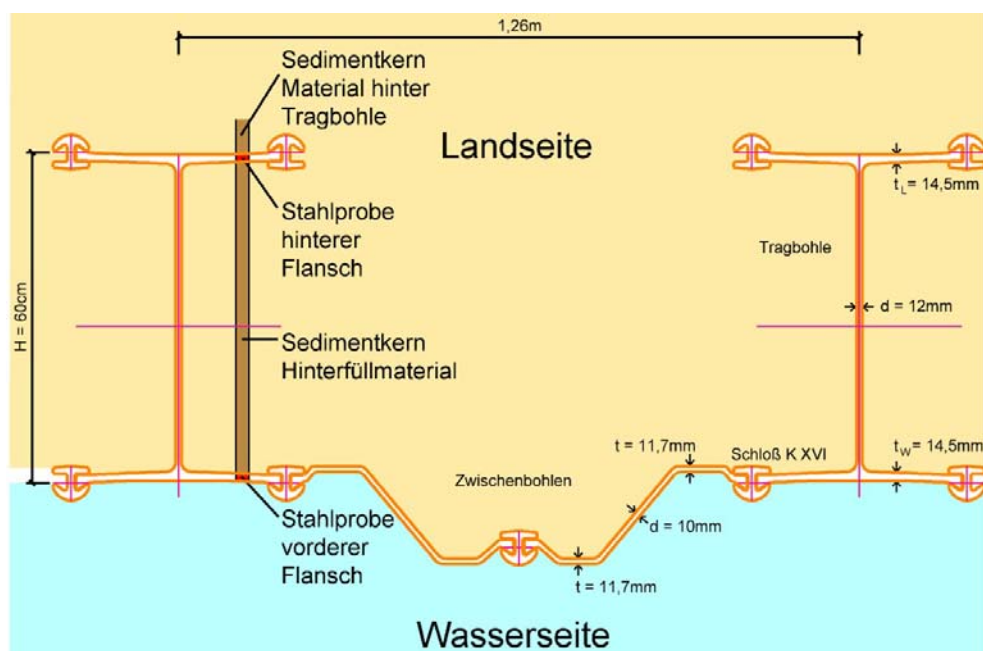 1,26m
Sedimentkern
Material hinter
Tragbohle
Landseite
t_L = 14,5mm
Stahlprobe
hinterer
Flansch
Tragbohle
H = 60cm
d = 12mm
Sedimentkern
Hinterfüllmaterial
t = 11,7mm
Schloß K XVI
t_W = 14,5mm
Zwischenbohlen
Stahlprobe
vorderer
Flansch
d = 10mm
t = 11,7mm
Wasserseite